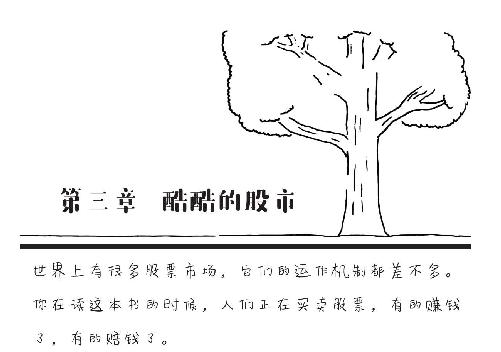 第三章 酷酷的股市
世界上有很多股票市场，它们的运作机制都差不多。
你在读这本书的时候，人们正在买卖股票，有的赚钱
了，有的赔钱了。